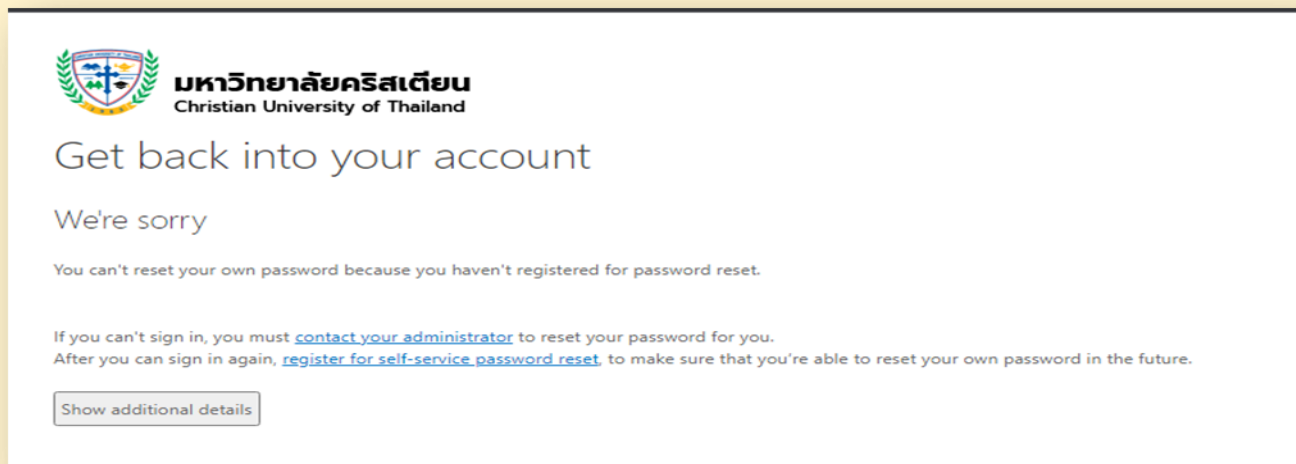 มหาวิทยาลัยคริสเตียน
Christian University of Thailand
Get back into your account
We're sorry
You can't reset your own password because you haven't registered for password reset.
If you can't sign in, you must contact your administrator to reset your password for you.
After you can sign in again, register for self-service password reset, to make sure that you're able to reset your own password in the future.
Show additional details